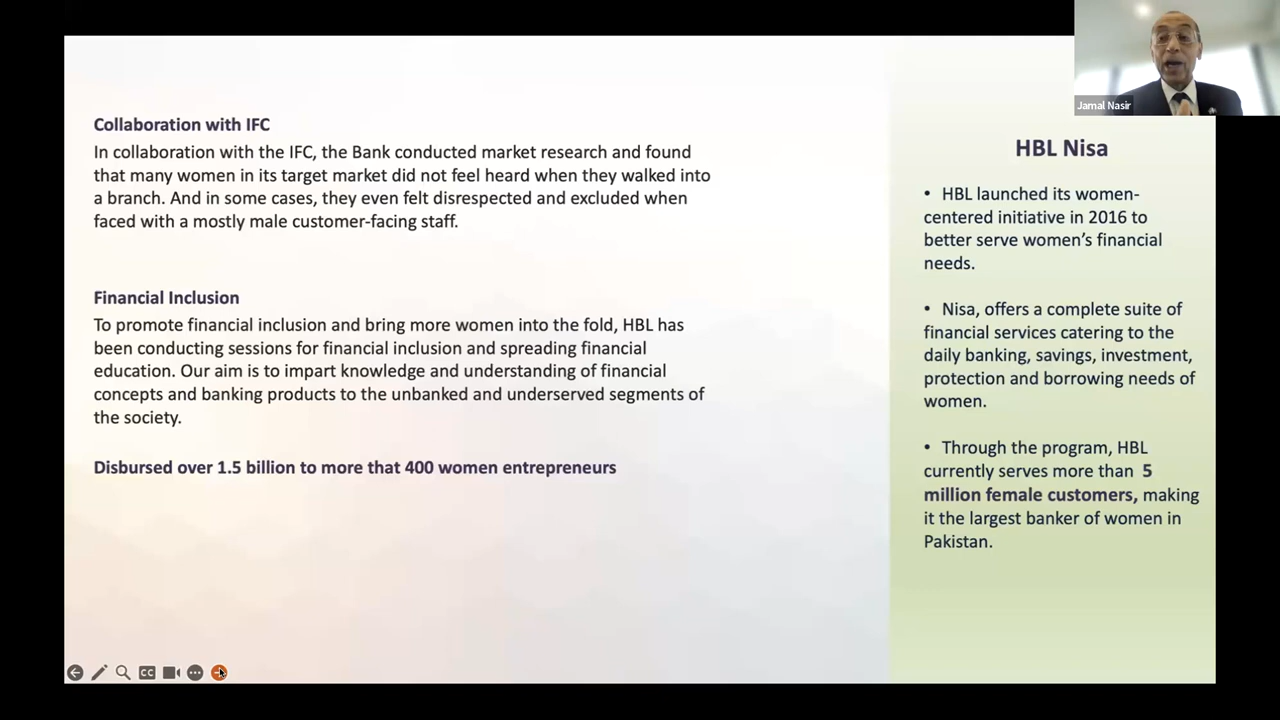 Jamal Nasir
Collaboration with IFC
In collaboration with the IFC, the Bank conducted market research and found
that many women in its target market did not feel heard when they walked into
a branch. And in some cases, they even felt disrespected and excluded when
faced with a mostly male customer-facing staff.
Financial Inclusion
To promote financial inclusion and bring more women into the fold, HBL has
been conducting sessions for financial inclusion and spreading financial
education. Our aim is to impart knowledge and understanding of financial
concepts and banking products to the unbanked and underserved segments of
the society.
Disbursed over 1.5 billion to more that 400 women entrepreneurs
HBL Nisa
• HBL launched its women-
centered initiative in 2016 to
better serve women's financial
needs.
• Nisa, offers a complete suite of
financial services catering to the
daily banking, savings, investment,
protection and borrowing needs of
women.
• Through the program, HBL
currently serves more than 5
million female customers, making
it the largest banker of women in
Pakistan.
CC